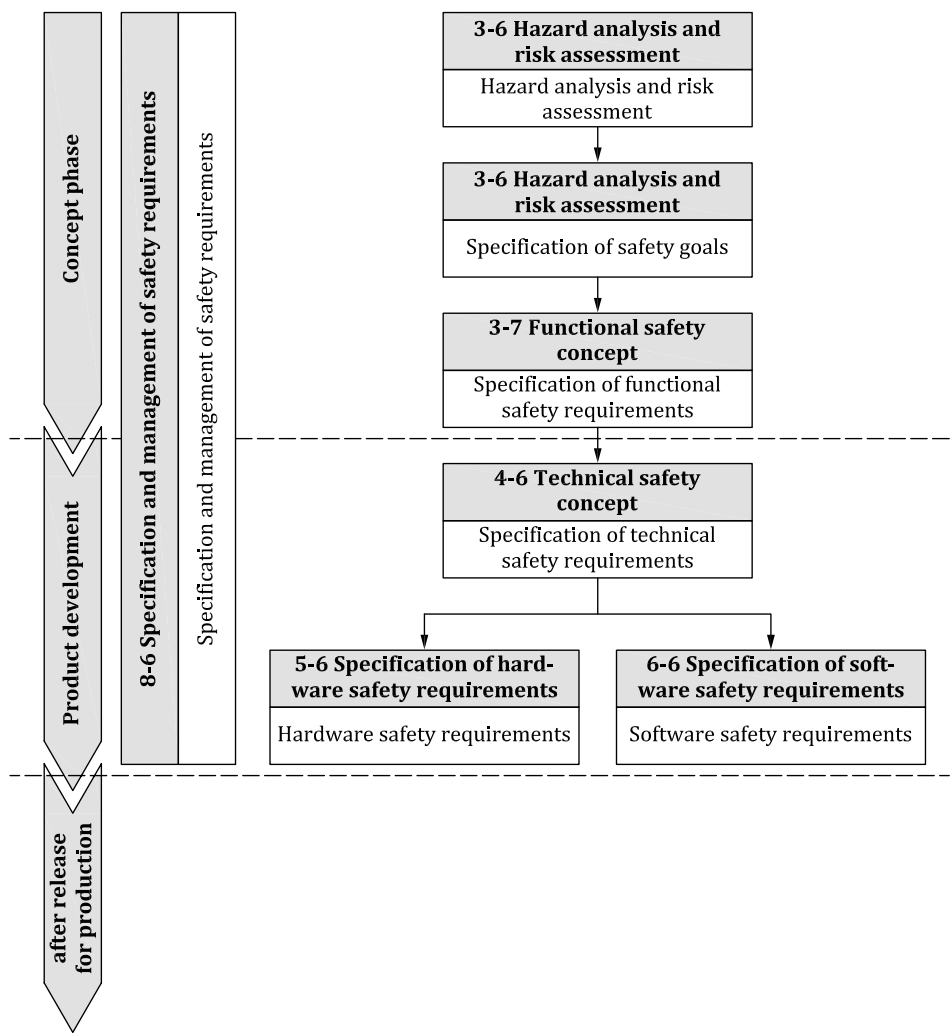 Concept phase
Product development
after release
for production
8-6 Specification and management of safety requirements
Specification and management of safety requirements
3-6 Hazard analysis and
risk assessment
Hazard analysis and risk
assessment
3-6 Hazard analysis and
risk assessment
Specification of safety goals
3-7 Functional safety
concept
Specification of functional
safety requirements
4-6 Technical safety
concept
Specification of technical
safety requirements
5-6 Specification of hard-
ware safety requirements
Hardware safety requirements
6-6 Specification of soft-
ware safety requirements
Software safety requirements